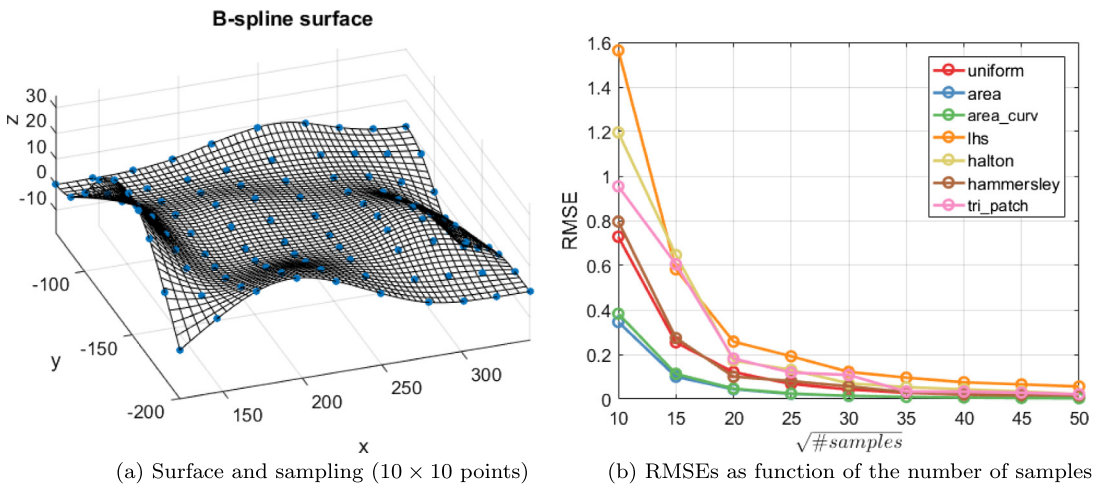 B-spline surface
30
20
10
0
-10
z
-100
-150
-200
y
150
200
250
300
x
(a) Surface and sampling (10 × 10 points)
1.6
1.4
1.2
1
0.8
0.6
0.4
0.2
0
RMSE
uniform
area
area_curv
lhs
halton
hammersley
tri_patch
10 15 20 25 30 35 40 45 50
√#samples
(b) RMSEs as function of the number of samples